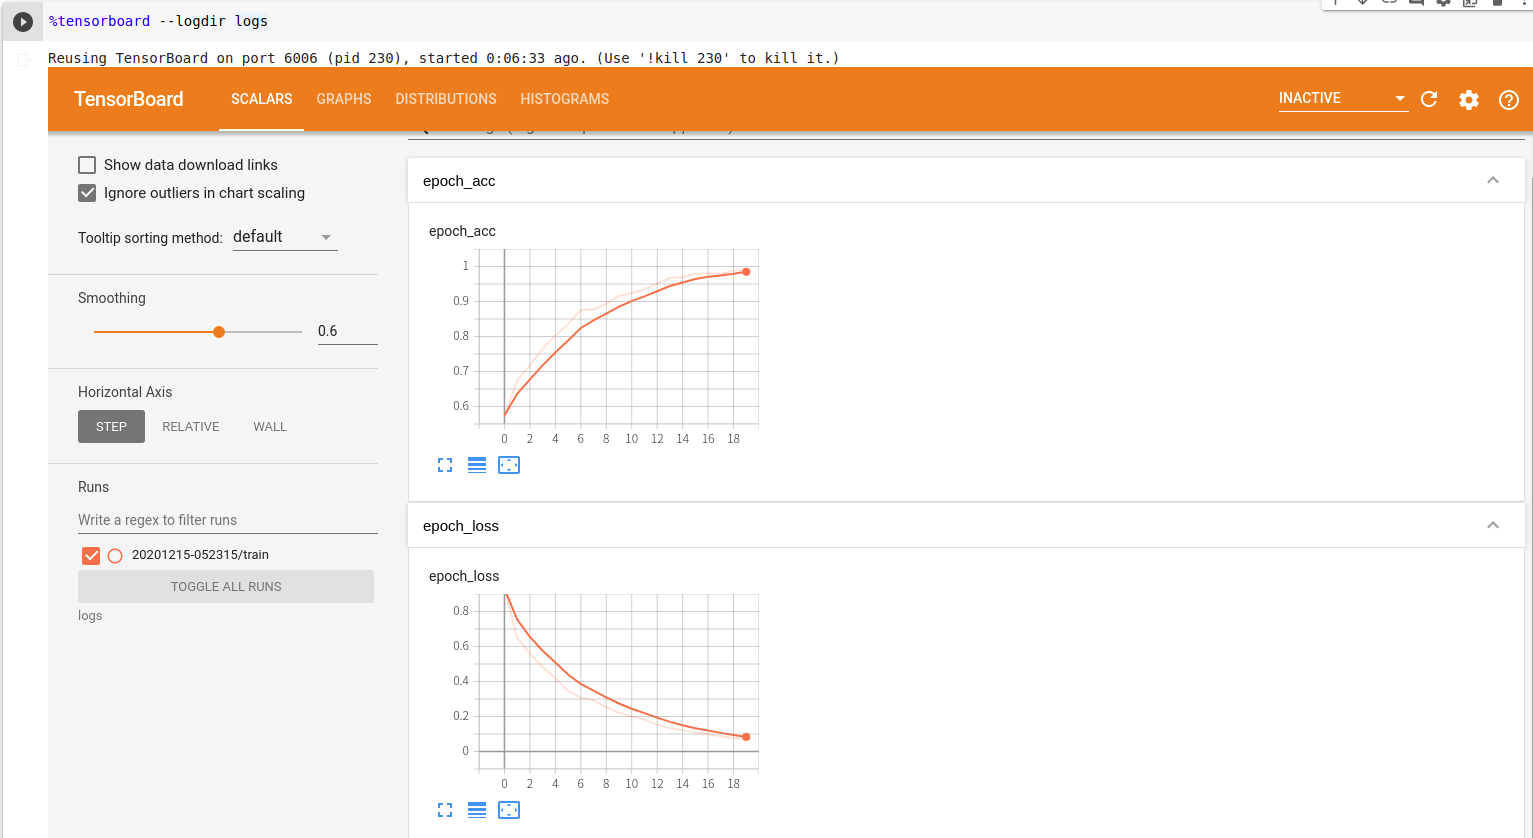 %tensorboard --logdir logs
Reusing TensorBoard on port 6006 (pid 230), started 0:06:33 ago. (Use '!kill 230' to kill it.)
TensorBoard SCALARS GRAPHS DISTRIBUTIONS HISTOGRAMS INACTIVE
Show data download links
Ignore outliers in chart scaling
Tooltip sorting method: default
Smoothing
0.6
Horizontal Axis
STEP RELATIVE WALL
Runs
Write a regex to filter runs
20201215-052315/train
TOGGLE ALL RUNS
logs
epoch_acc
epoch_acc
1
0.9
0.8
0.7
0.6
0 2 4 6 8 10 12 14 16 18
epoch_loss
epoch_loss
0.8
0.6
0.4
0.2
0
0 2 4 6 8 10 12 14 16 18